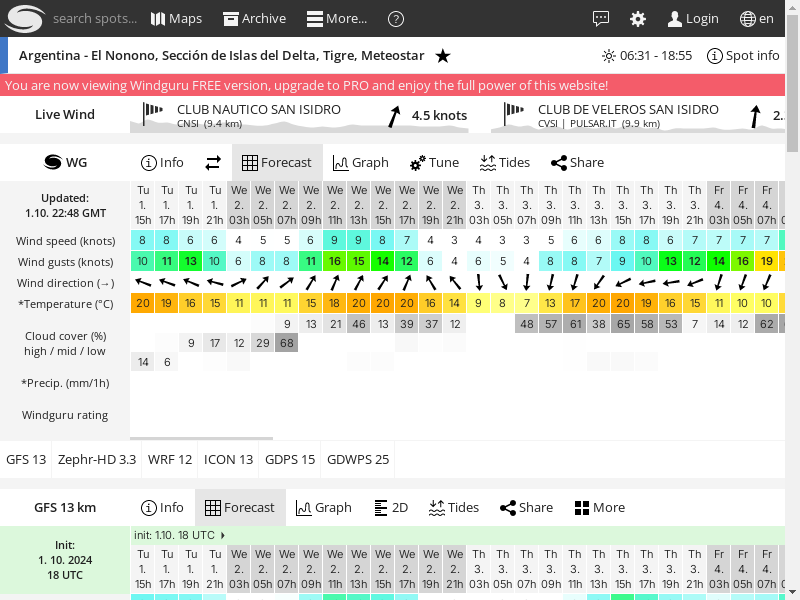 search spots... Maps Archive More... ? Login en
Argentina - El Nonono, Sección de Islas del Delta, Tigre, Meteostar ★ 06:31 - 18:55 Spot info
You are now viewing Windguru FREE version, upgrade to PRO and enjoy the full power of this website!
Live Wind
CLUB NAUTICO SAN ISIDRO
CNSI (9.4 km)
4.5 knots
CLUB DE VELEROS SAN ISIDRO
CVSI | PULSAR.IT (9.9 km)
2.
WG Info Forecast Graph Tune Tides Share
Updated:
1.10. 22:48 GMT
Tu Tu Tu Tu We We We We We We We We We We Th Th Th Th Th Th Th Th Th Th Fr Fr Fr
1. 1. 1. 1. 2. 2. 2. 2. 2. 2. 2. 2. 2. 2. 3. 3. 3. 3. 3. 3. 3. 3. 3. 3. 4. 4. 4.
15h 17h 19h 21h 03h 05h 07h 09h 11h 13h 15h 17h 19h 21h 03h 05h 07h 09h 11h 13h 15h 17h 19h 21h 03h 05h 07h
Wind speed (knots) 8 8 6 6 4 5 5 6 9 9 8 7 4 3 4 3 3 5 6 6 8 8 6 7 7 7 7
Wind gusts (knots) 10 11 13 10 6 8 8 11 16 15 14 12 6 4 6 5 4 8 8 7 9 10 13 12 14 16 19
Wind direction (→)
*Temperature (°C) 20 19 16 15 11 11 11 15 18 20 20 20 16 14 9 8 7 13 17 20 20 19 16 15 11 10 10
Cloud cover (%)
high / mid / low
9 13 21 46 13 39 37 12 48 57 61 38 65 58 53 7 14 12 62
9 17 12 29 68
14 6
*Precip. (mm/1h)
Windguru rating
GFS 13 Zephr-HD 3.3 WRF 12 ICON 13 GDPS 15 GDWPS 25
GFS 13 km Info Forecast Graph 2D Tides Share More
Init:
1. 10. 2024
18 UTC
init: 1.10. 18 UTC
Tu Tu Tu Tu We We We We We We We We We We Th Th Th Th Th Th Th Th Th Th Fr Fr Fr
1. 1. 1. 1. 2. 2. 2. 2. 2. 2. 2. 2. 2. 2. 3. 3. 3. 3. 3. 3. 3. 3. 3. 3. 4. 4. 4.
15h 17h 19h 21h 03h 05h 07h 09h 11h 13h 15h 17h 19h 21h 03h 05h 07h 09h 11h 13h 15h 17h 19h 21h 03h 05h 07h